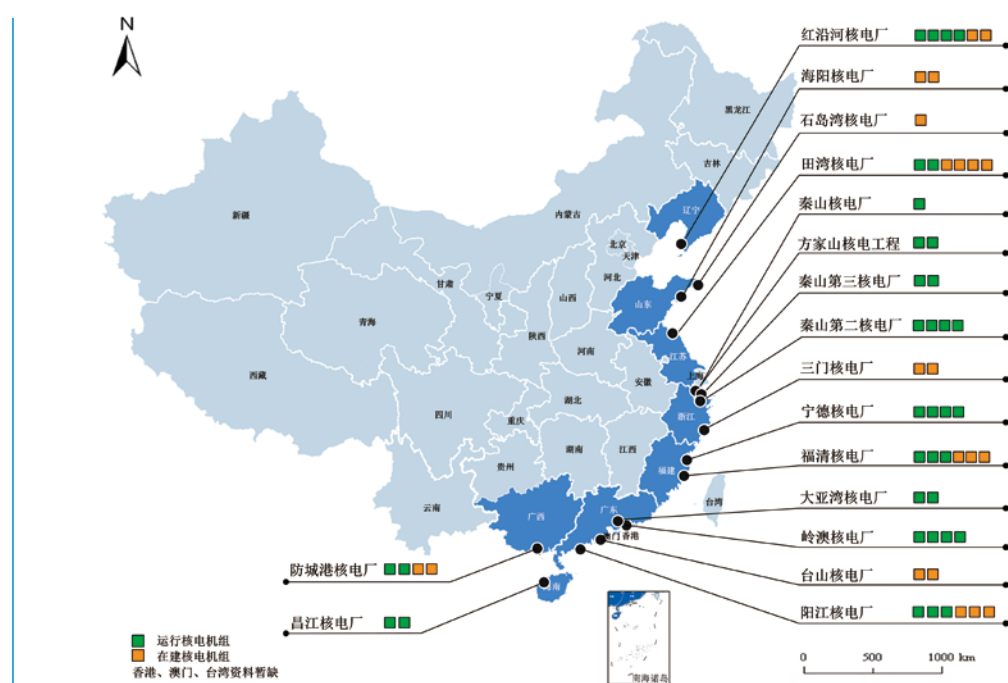 N
红沿河核电厂
海阳核电厂
石岛湾核电厂
田湾核电厂
秦山核电厂
方家山核电工程
秦山第三核电厂
秦山第二核电厂
三门核电厂
宁德核电厂
福清核电厂
大亚湾核电厂
岭澳核电厂
台山核电厂
阳江核电厂
防城港核电厂
昌江核电厂
黑龙江
吉林
辽宁
内蒙古
新疆
北京
天津
河北
甘肃
宁夏
山西
山东
青海
陕西
河南
江苏
西藏
安徽
上海
湖北
四川
重庆
浙江
湖南
江西
贵州
福建
云南
广西
广东
台湾
门 香港
南
南海诸岛
运行核电机组
在建核电机组
香港、澳门、台湾资料暂缺
0 500 1000 km